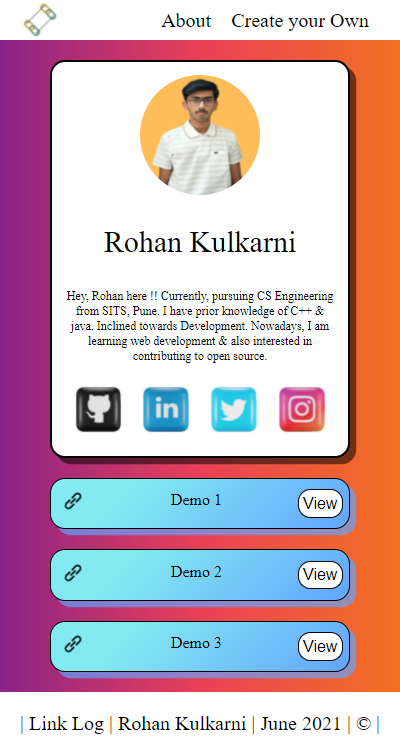 About Create your Own
Rohan Kulkarni
Hey, Rohan here !! Currently, pursuing CS Engineering
from SITS, Pune. I have prior knowledge of C++ &
java. Inclined towards Development. Nowadays, I am
learning web development & also interested in
contributing to open source.
in
Demo 1 View
Demo 2 View
Demo 3 View
| Link Log | Rohan Kulkarni | June 2021 | © |